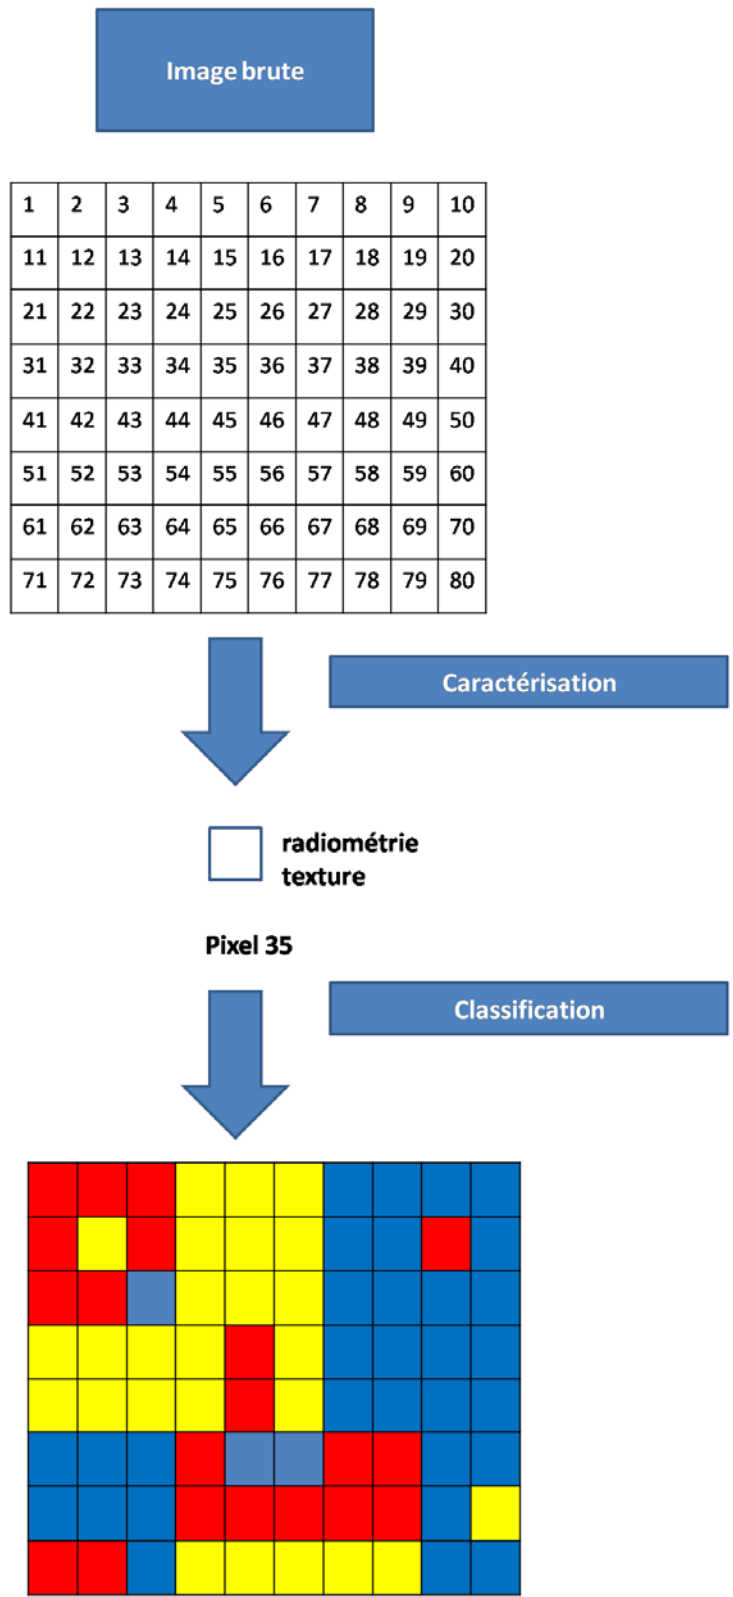 Image brute
1 2 3 4 5 6 7 8 9 10
11 12 13 14 15 16 17 18 19 20
21 22 23 24 25 26 27 28 29 30
31 32 33 34 35 36 37 38 39 40
41 42 43 44 45 46 47 48 49 50
51 52 53 54 55 56 57 58 59 60
61 62 63 64 65 66 67 68 69 70
71 72 73 74 75 76 77 78 79 80
Caractérisation
radiométrie
texture
Pixel 35
Classification